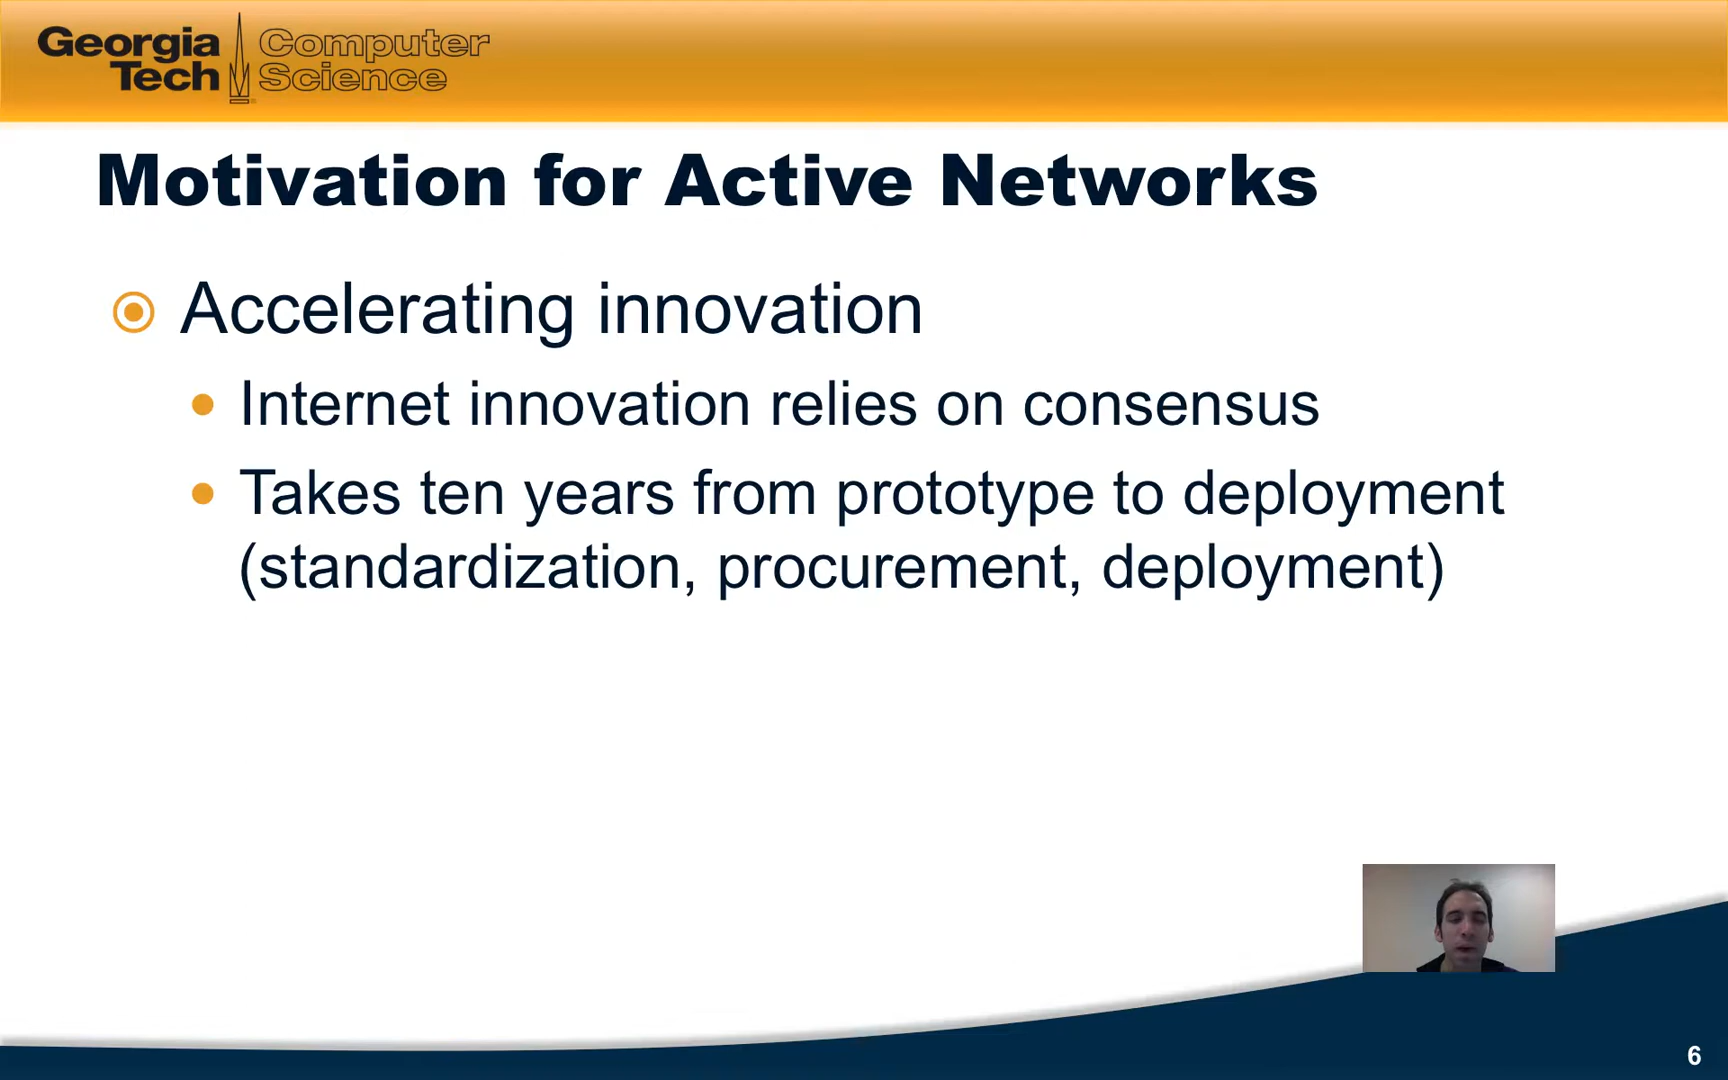 Georgia Tech
Computer Science
Motivation for Active Networks
Accelerating innovation
Internet innovation relies on consensus
Takes ten years from prototype to deployment
(standardization, procurement, deployment)
6